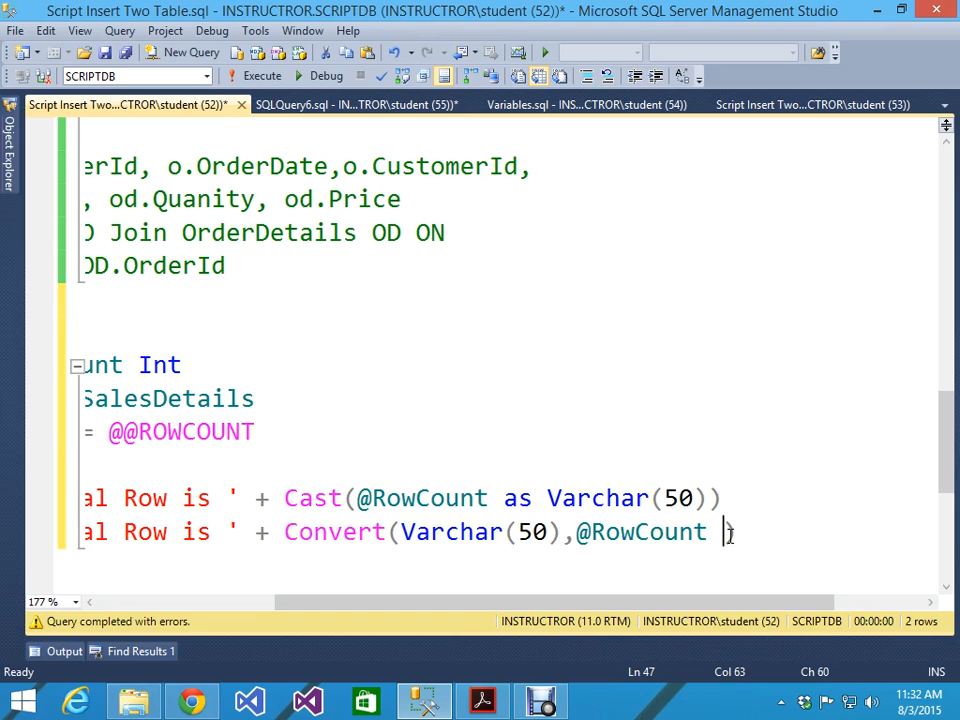 Script Insert Two Table.sql - INSTRUCTROR.SCRIPTDB (INSTRUCTROR\student (52))* - Microsoft SQL Server Management Studio
File Edit View Query Project Debug Tools Window Help
New Query
SCRIPTDB Execute Debug
Script Insert Two...CTROR\student (52))* SQLQuery6.sql - IN...TROR\student (55))* Variables.sql - INS...CTROR\student (54)) Script Insert Two...CTROR\student (53))
Object Explorer
erId, o.OrderDate,o.CustomerId,
, od.Quanity, od.Price
O Join OrderDetails OD ON
OD.OrderId
unt Int
SalesDetails
= @@ROWCOUNT
al Row is ' + Cast(@RowCount as Varchar(50))
al Row is ' + Convert(Varchar(50),@RowCount )
177 %
Query completed with errors. INSTRUCTROR (11.0 RTM) INSTRUCTROR\student (52) SCRIPTDB 00:00:00 2 rows
Output Find Results 1
Ready Ln 47 Col 63 Ch 60 INS
11:32 AM
8/3/2015